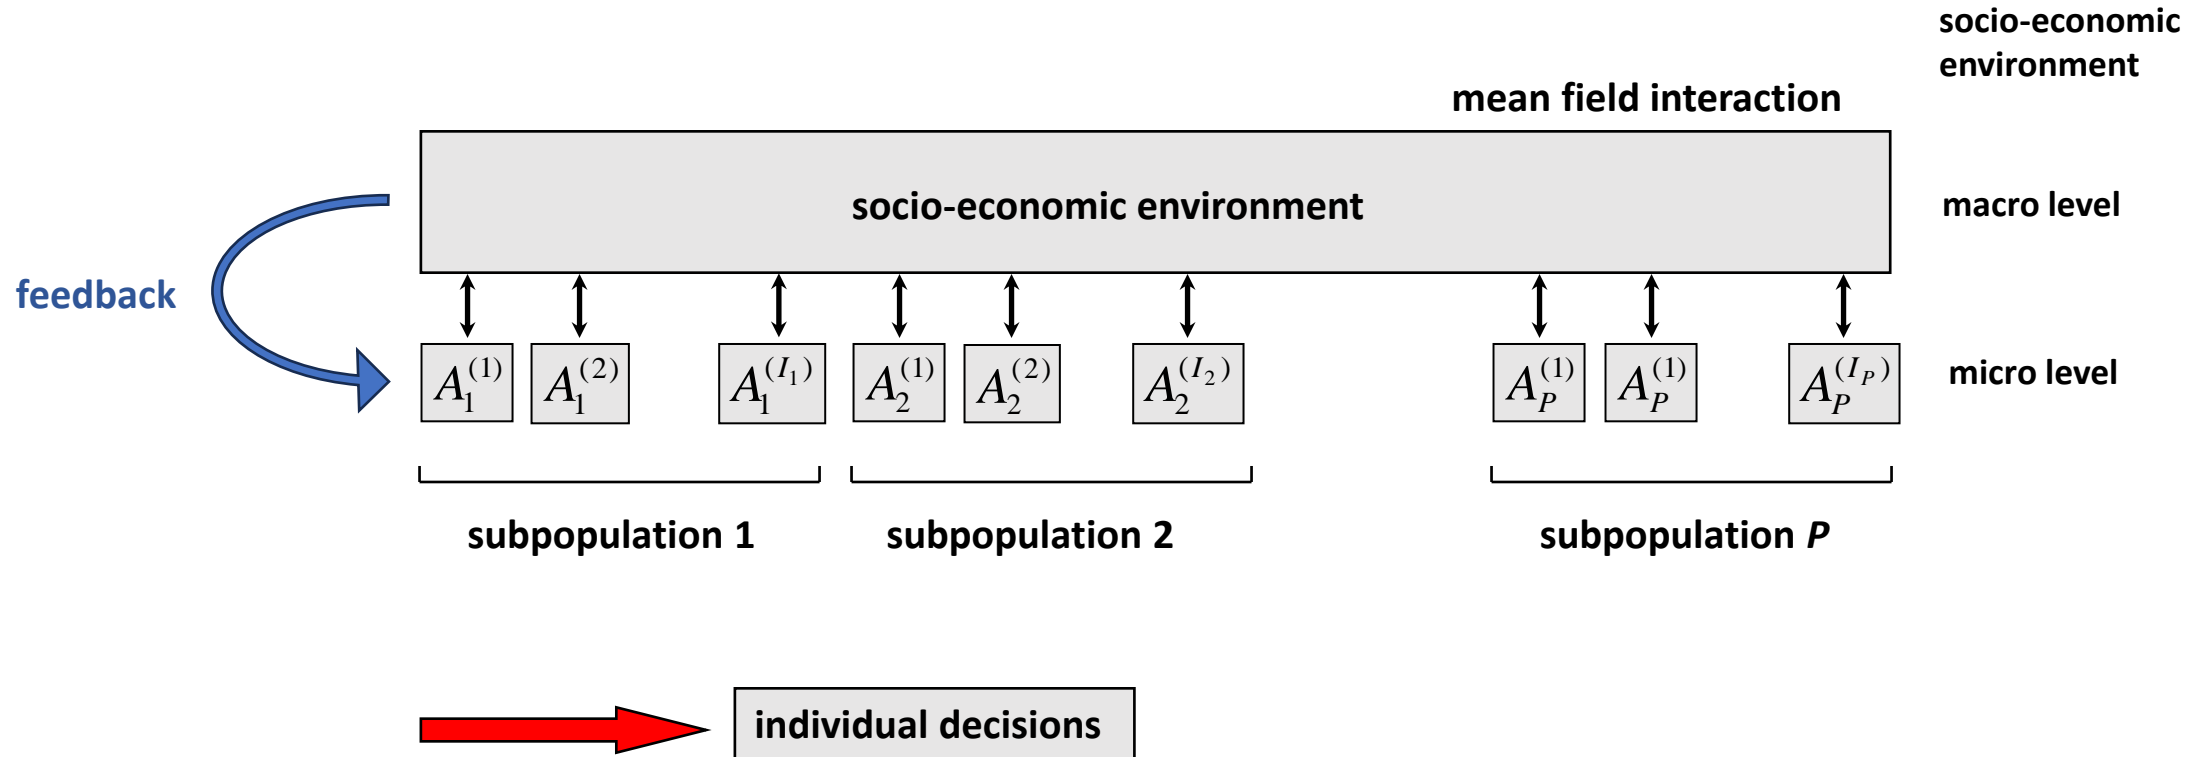 socio-economic
environment
mean field interaction
socio-economic environment
macro level
feedback
A_1^{(1)} A_1^{(2)} A_1^{(I_1)} A_2^{(1)} A_2^{(2)} A_2^{(I_2)} A_P^{(1)} A_P^{(1)} A_P^{(I_P)}
micro level
subpopulation 1 subpopulation 2 subpopulation P
individual decisions